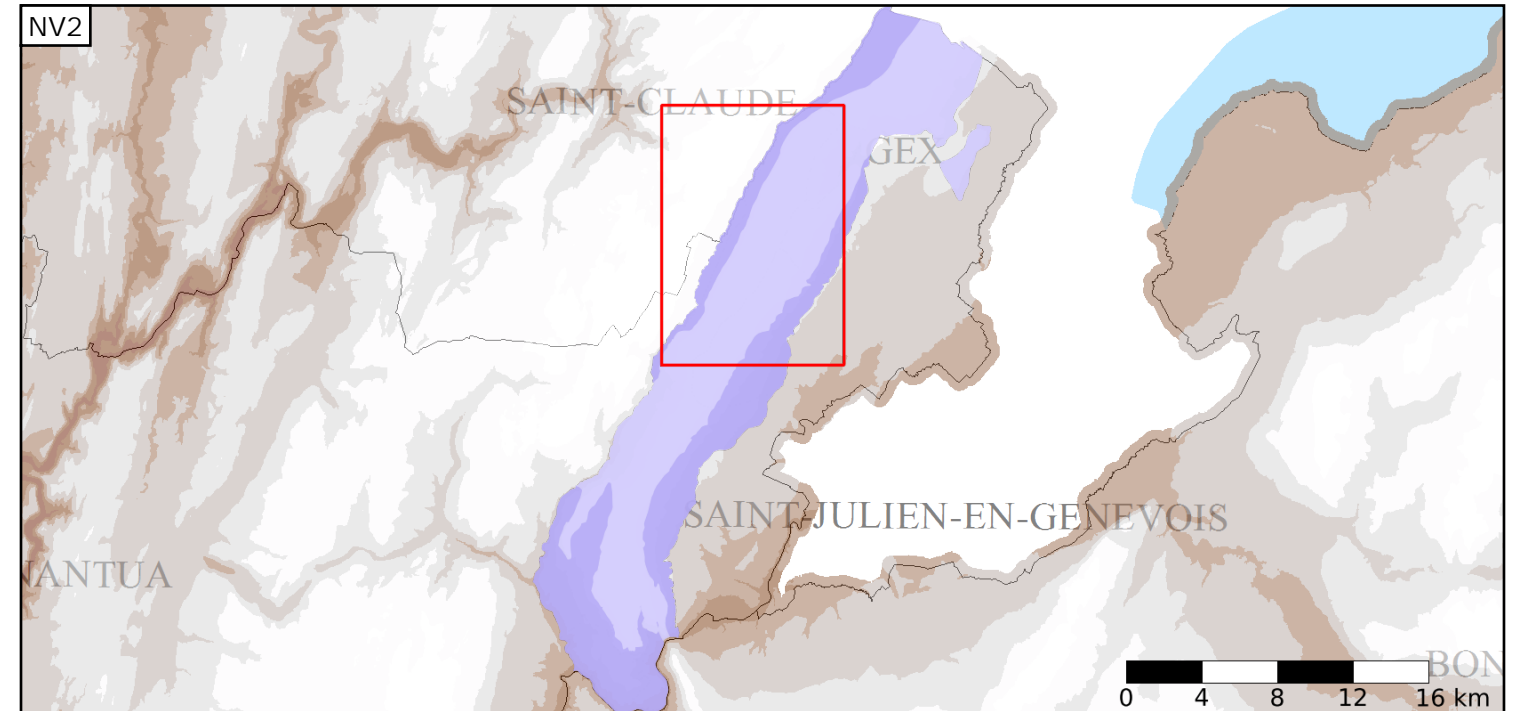 NV2
SAINT-CLAUDE
GEX
SAINT-JULIEN-EN-GENEVOIS
NANTUA
BON
0 4 8 12 16 km